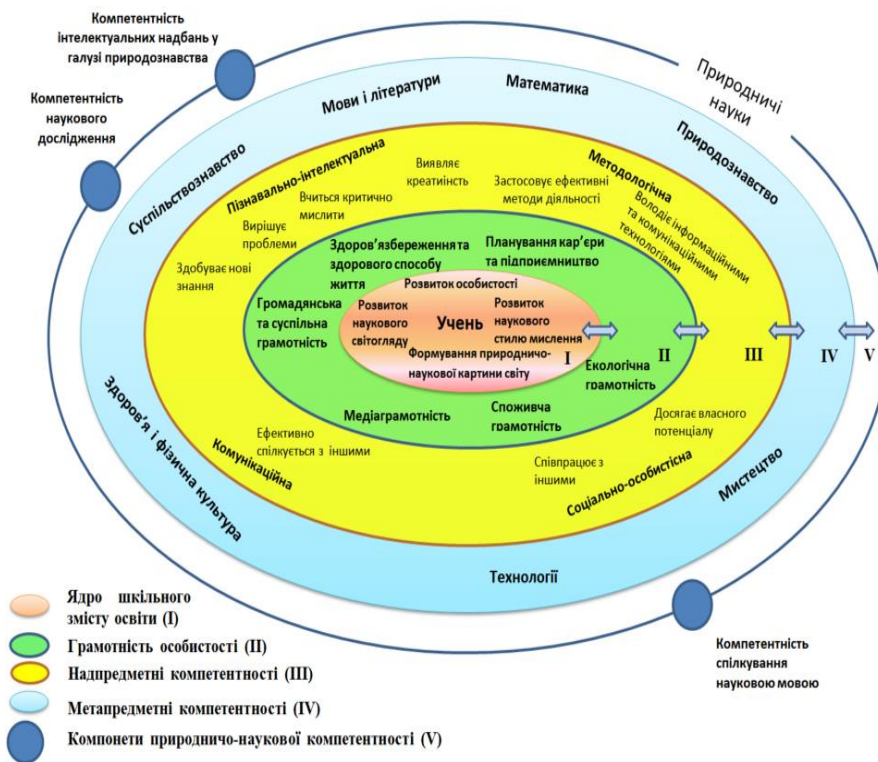 Компетентність
інтелектуальних надбань у
галузі природознавства
Компетентність
наукового
дослідження
Природничі
науки
Мови і літератури
Математика
Суспільствознавство
Природознавство
Пізнавально-інтелектуальна
Виявляє
креатиінсть
Методологічна
Вчиться критично
мислити
Застосовує ефективні
методи діяльності
Володіє інформаційними
та комунікаційними
технологіями
Вирішує
проблеми
Здобуває нові
знання
Здоров’язбереження та
здорового способу
життя
Планування кар’єри
та підприємництво
Громадянська
та суспільна
грамотність
Розвиток особистості
Розвиток
наукового
світогляду
Учень
Розвиток
наукового
стилю мислення
Формування природничо-
наукової картини світу
I
II
III
IV
V
Екологічна
грамотність
Медіаграмотність
Споживча
грамотність
Ефективно
спілкується з іншими
Комунікаційна
Співпрацює з
іншими
Досягає власного
потенціалу
Соціально-особистісна
Здоров’я і фізична культура
Мистецтво
Технології
Компетентність
спілкування
науковою мовою
Ядро шкільного
змісту освіти (I)
Грамотність особистості (II)
Надпредметні компетентності (III)
Метапредметні компетентності (IV)
Компонети природничо-наукової компетентності (V)